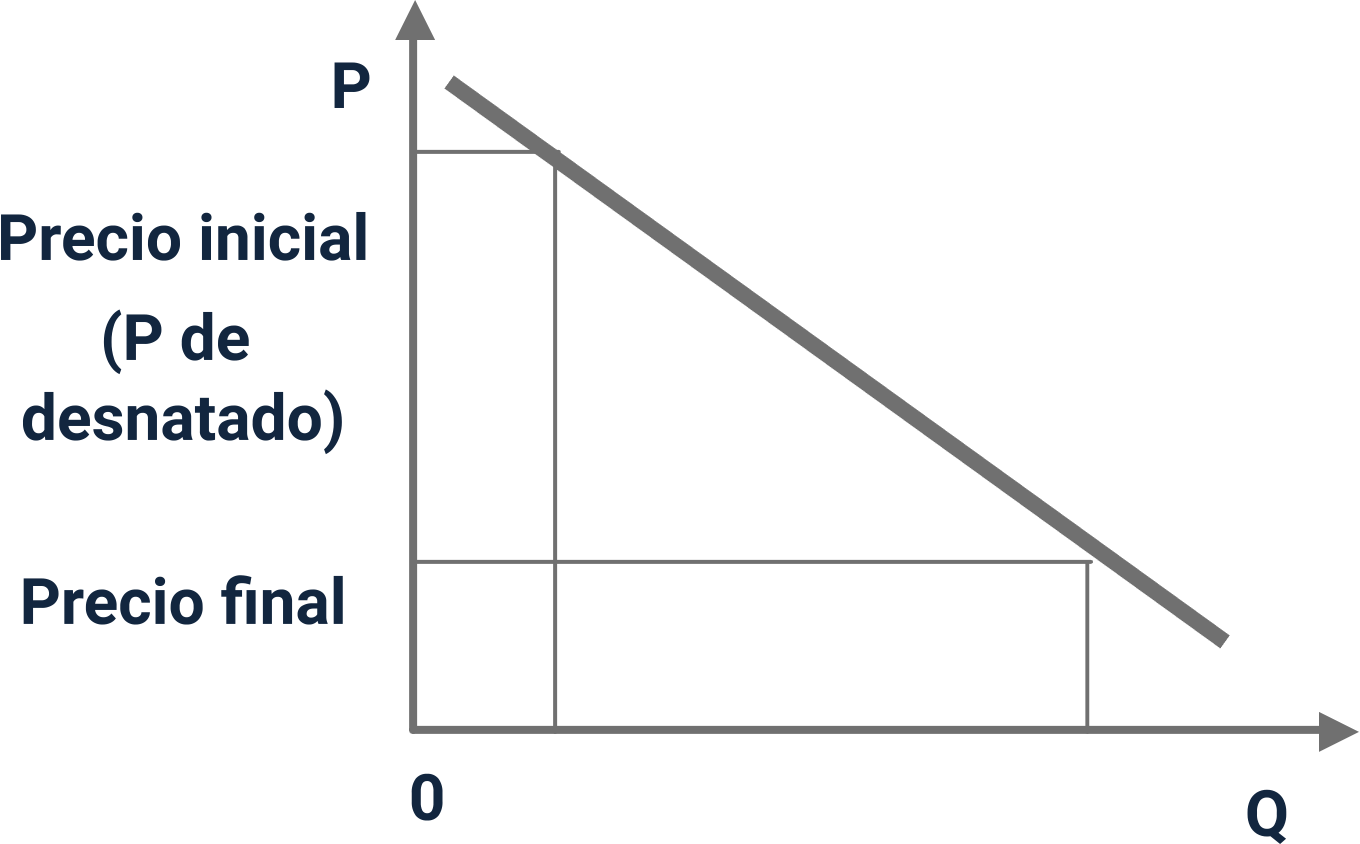 P
Precio inicial
(P de
desnatado)
Precio final
0
Q